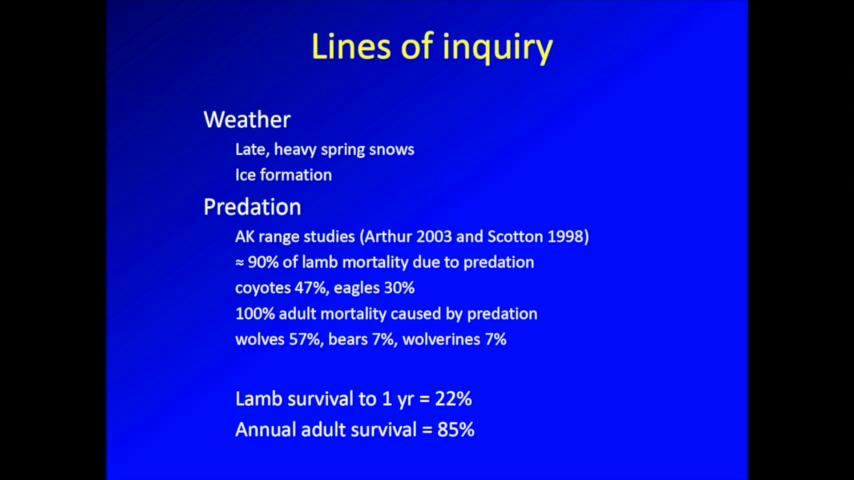 Lines of inquiry
Weather
Late, heavy spring snows
Ice formation
Predation
AK range studies (Arthur 2003 and Scotton 1998)
≈ 90% of lamb mortality due to predation
coyotes 47%, eagles 30%
100% adult mortality caused by predation
wolves 57%, bears 7%, wolverines 7%
Lamb survival to 1 yr = 22%
Annual adult survival = 85%